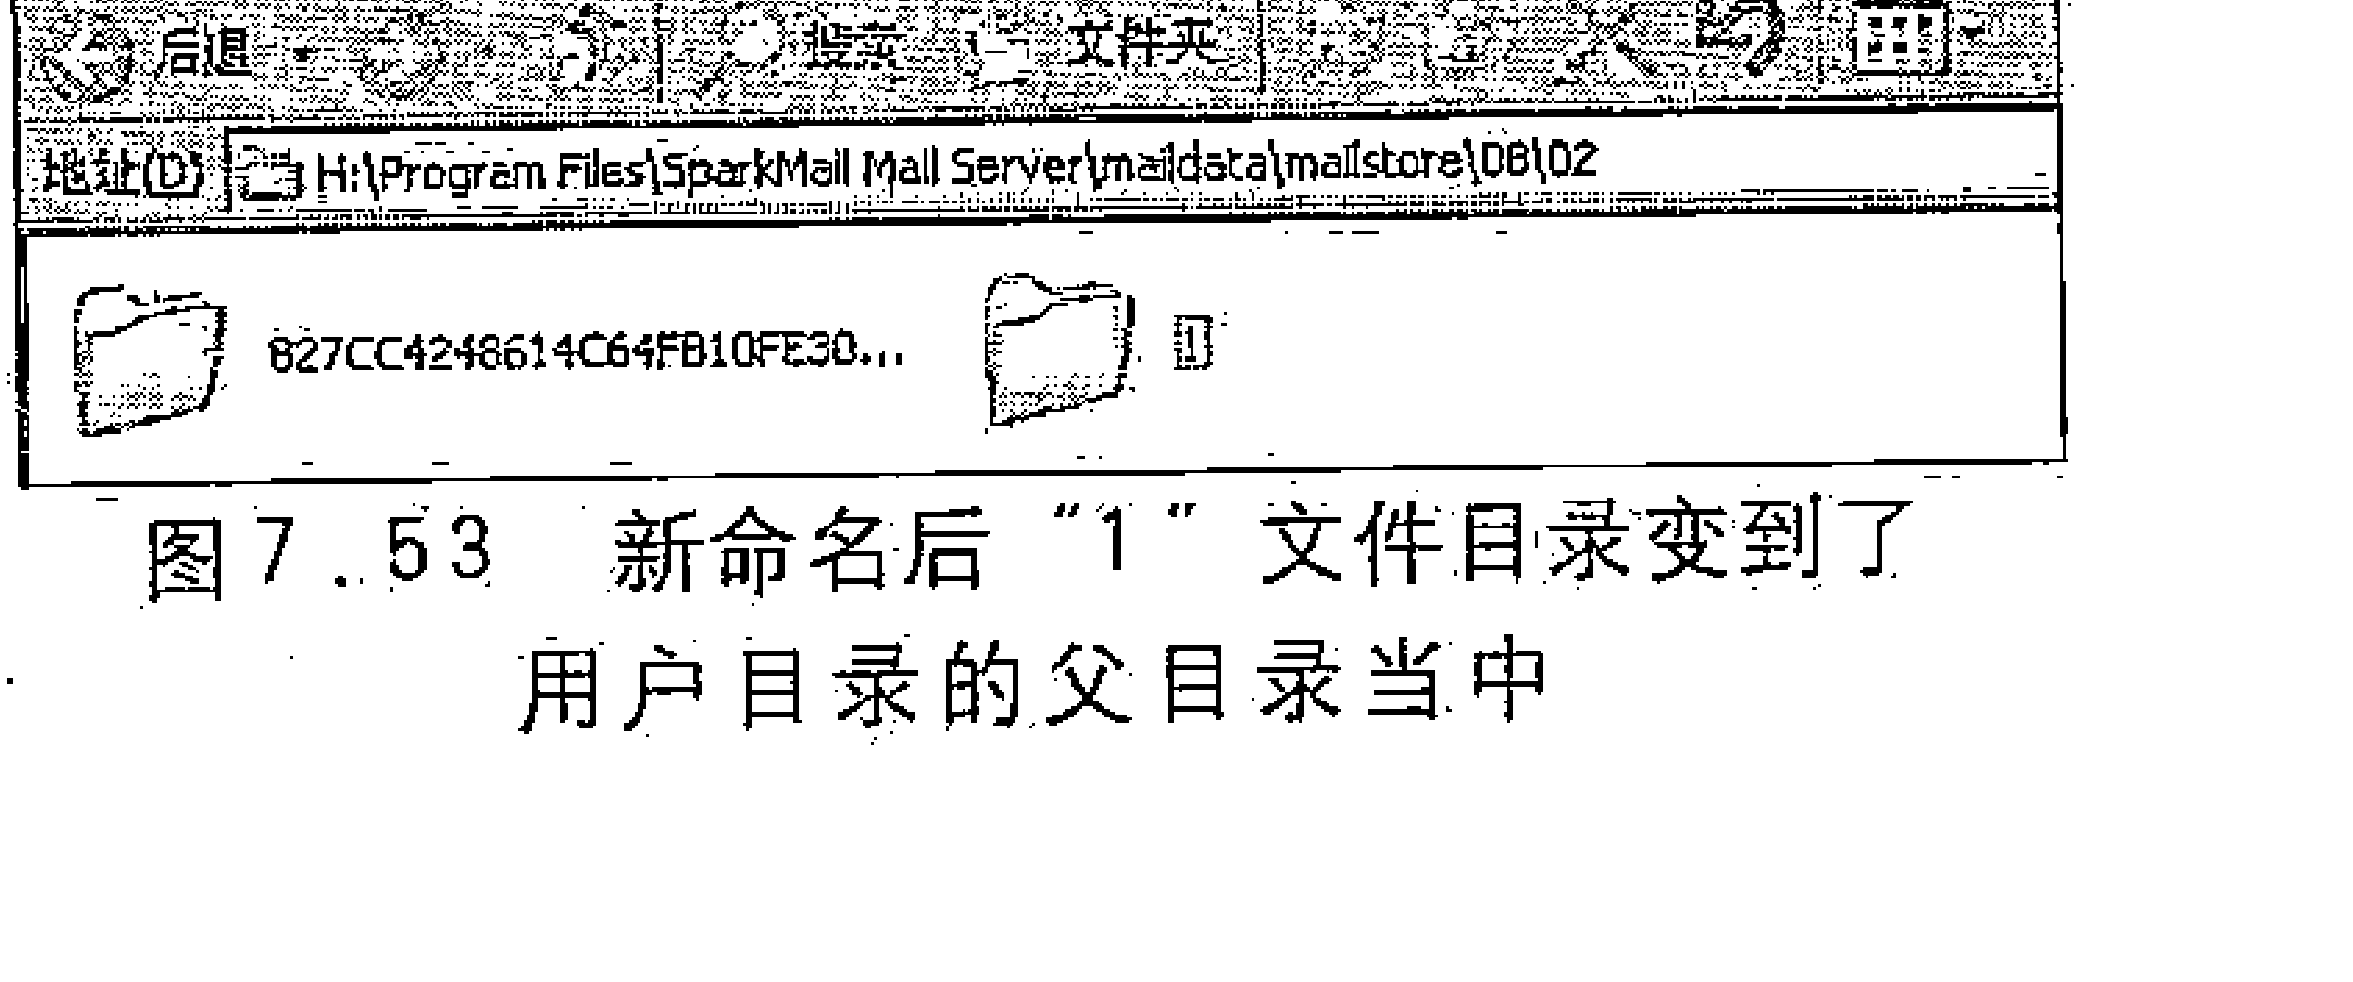 后退 搜索 文件夹
地址(D) H:\Program Files\SparkMail Mail Server\maildata\mailstore\08\02
827CC4248614C64FB10FE30... 1
图7.53 新命名后“1”文件目录变到了
用户目录的父目录当中